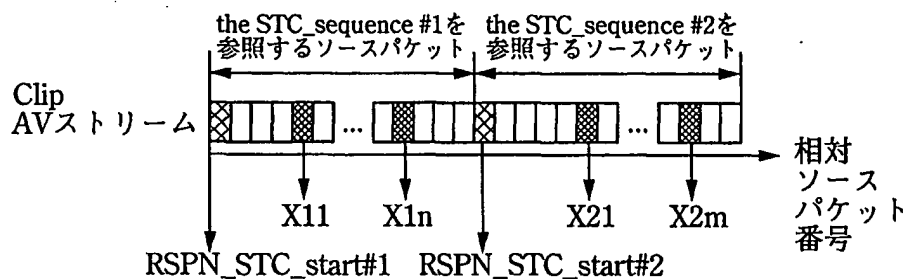 the STC_sequence #1を
参照するソースパケット
the STC_sequence #2を
参照するソースパケット
Clip
AVストリーム
...
...
相対
ソース
パケット
番号
X11
X1n
X21
X2m
RSPN_STC_start#1
RSPN_STC_start#2